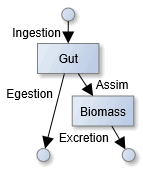 Ingestion
Gut
Egestion
Assim
Biomass
Excretion